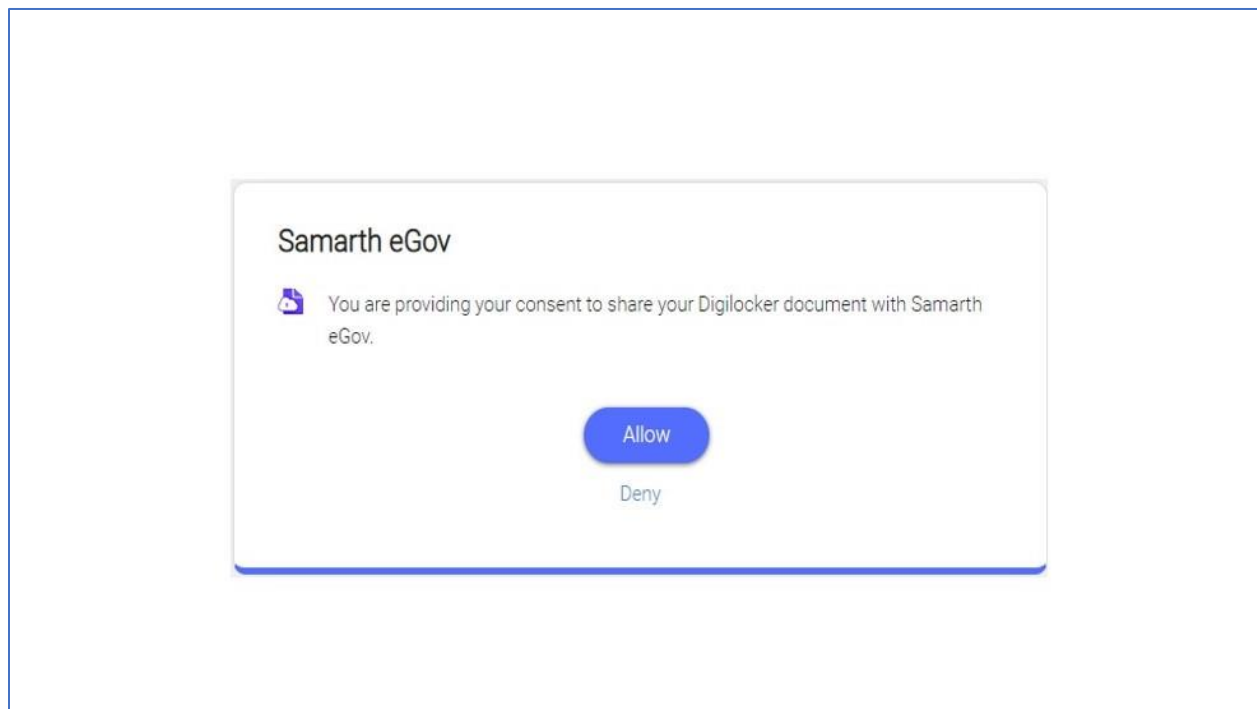 Samarth eGov
You are providing your consent to share your Digilocker document with Samarth
eGov.
Allow
Deny